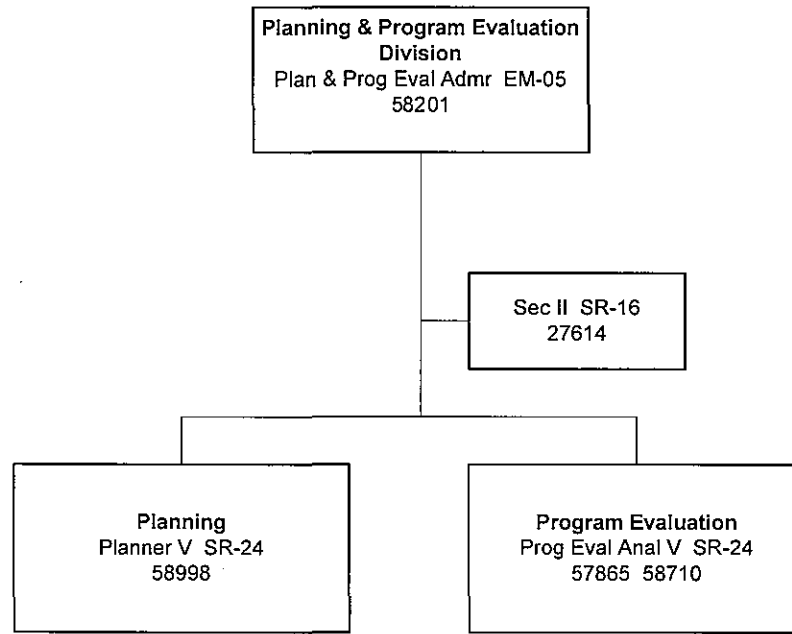 Planning & Program Evaluation
Division
Plan & Prog Eval Admr EM-05
58201
Sec II SR-16
27614
Planning
Planner V SR-24
58998
Program Evaluation
Prog Eval Anal V SR-24
57865 58710